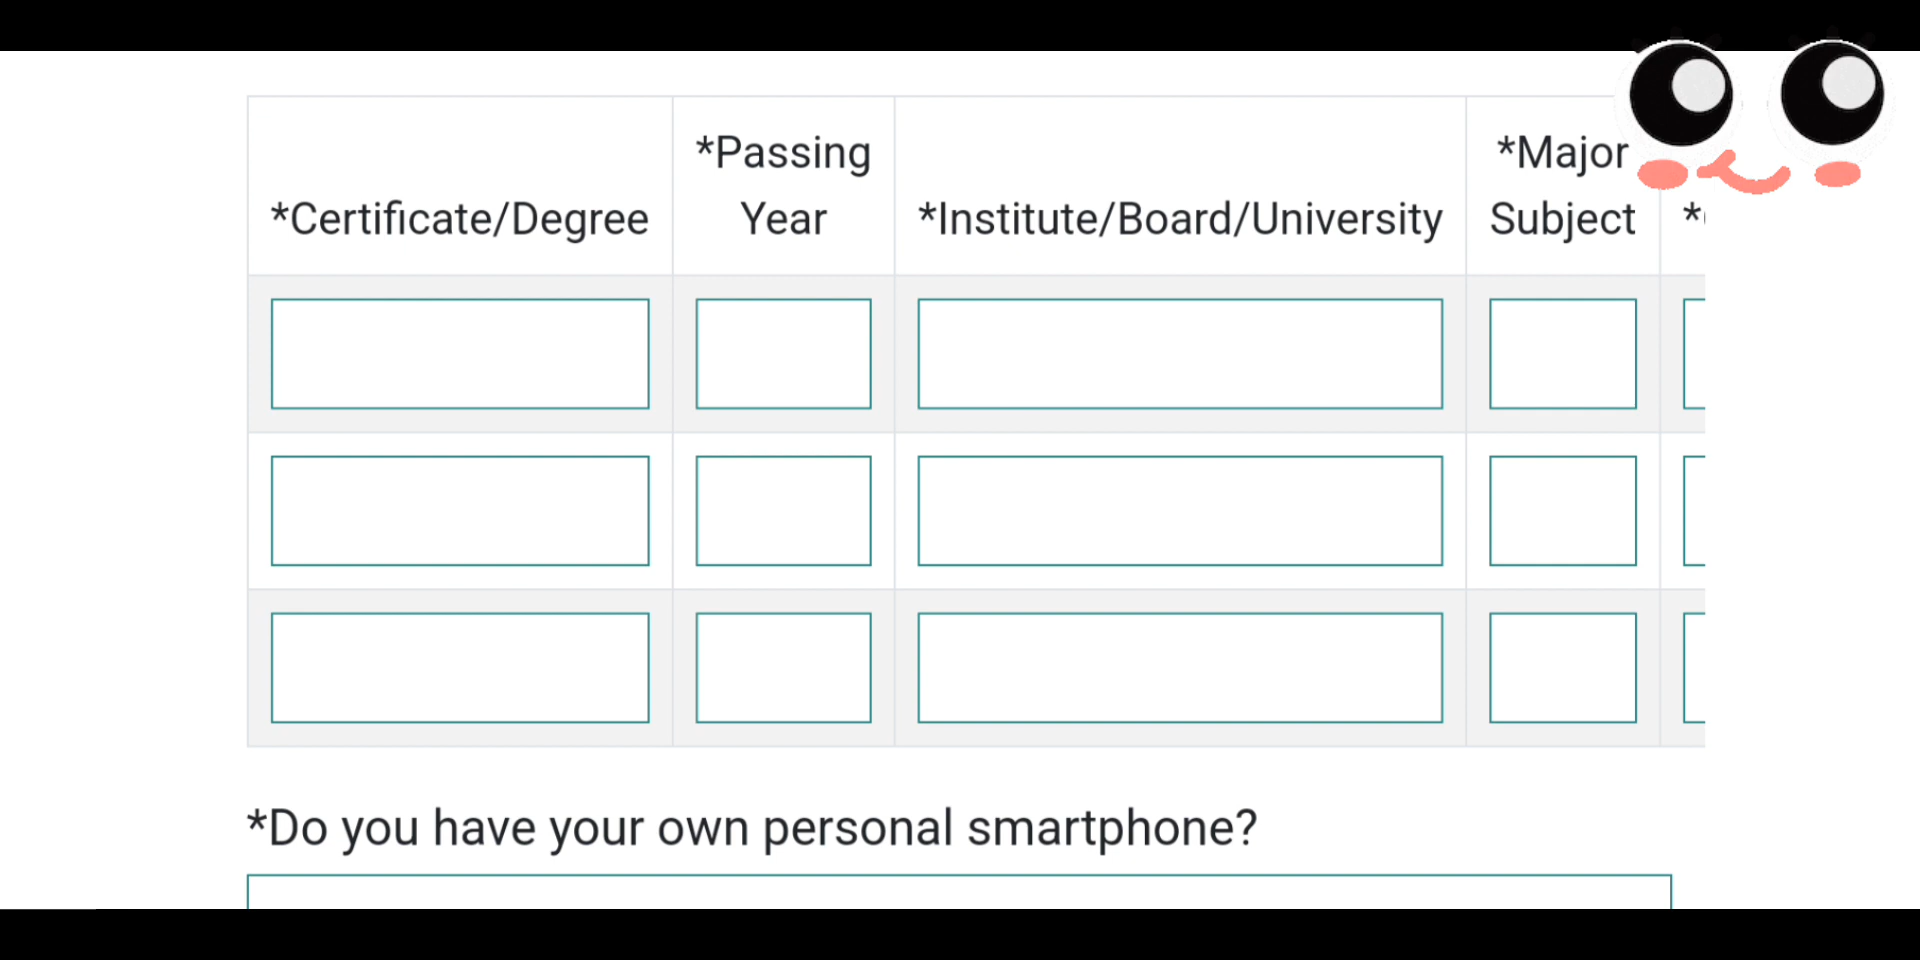 *Certificate/Degree
*Passing
Year
*Institute/Board/University
*Major
Subject
*Do you have your own personal smartphone?